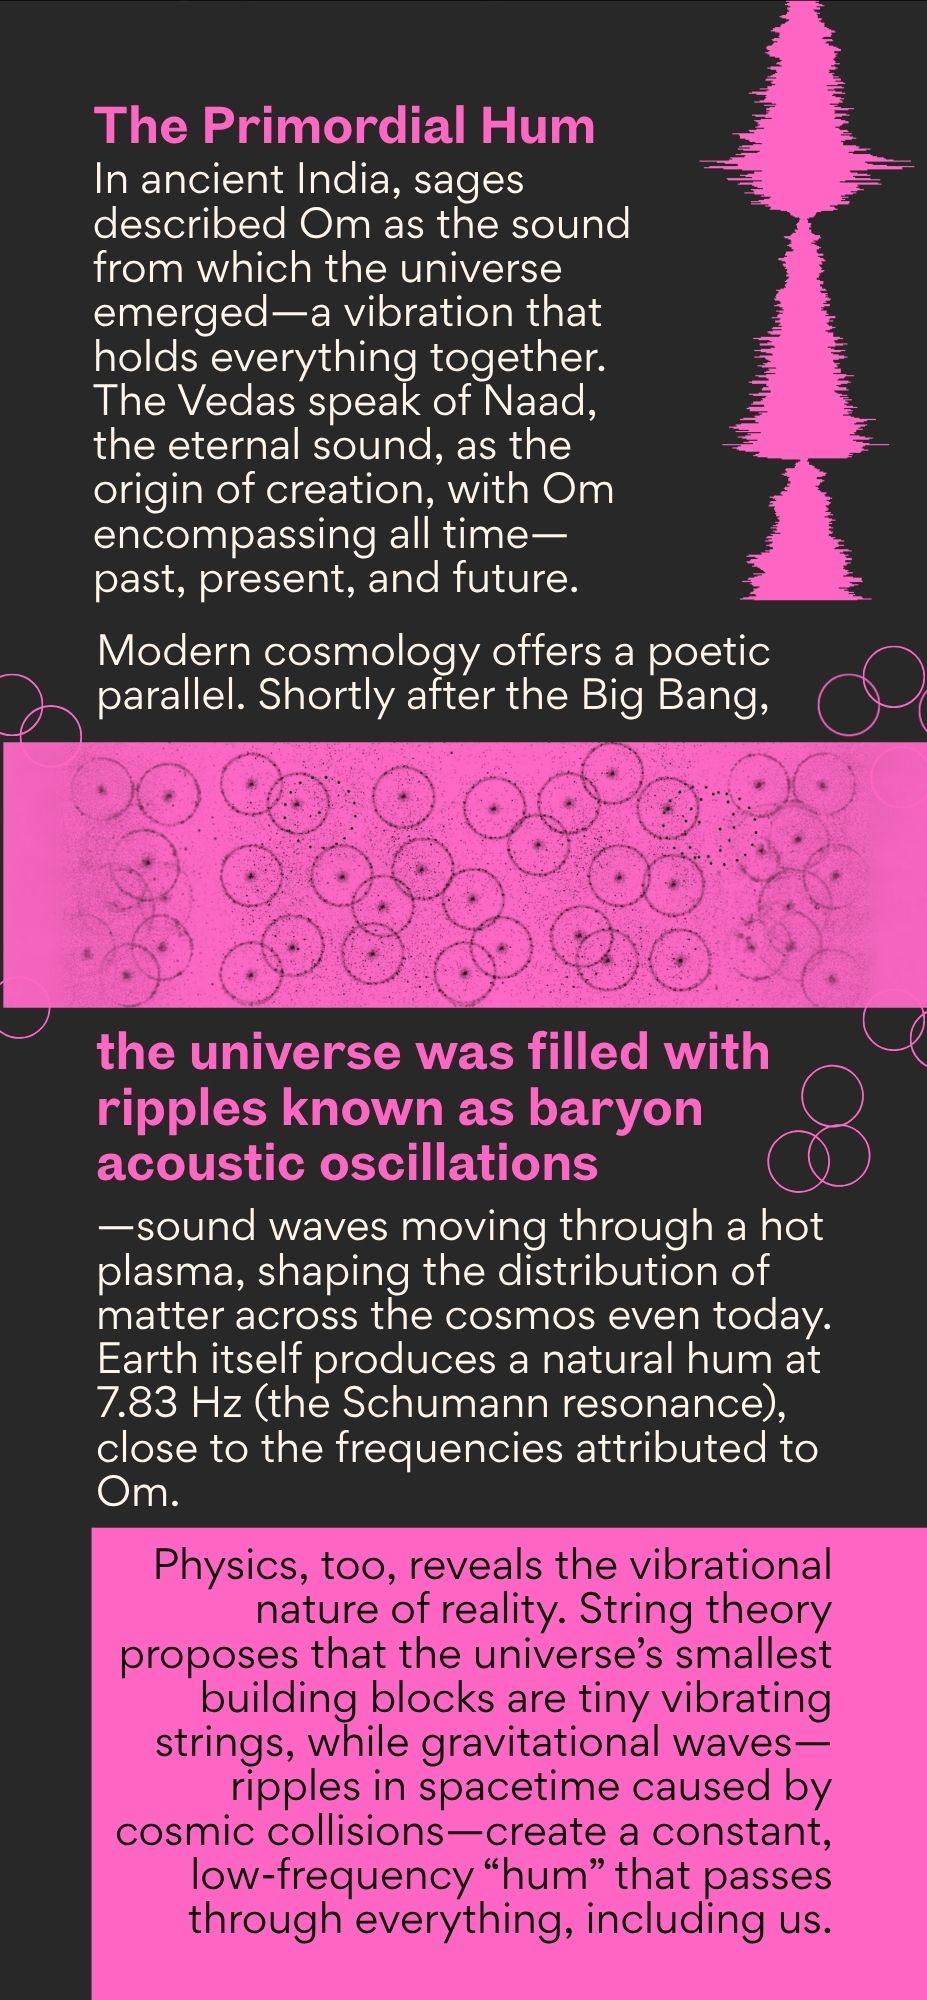 The Primordial Hum
In ancient India, sages
described Om as the sound
from which the universe
emerged—a vibration that
holds everything together.
The Vedas speak of Naad,
the eternal sound, as the
origin of creation, with Om
encompassing all time—
past, present, and future.
Modern cosmology offers a poetic
parallel. Shortly after the Big Bang,
the universe was filled with
ripples known as baryon
acoustic oscillations
—sound waves moving through a hot
plasma, shaping the distribution of
matter across the cosmos even today.
Earth itself produces a natural hum at
7.83 Hz (the Schumann resonance),
close to the frequencies attributed to
Om.
Physics, too, reveals the vibrational
nature of reality. String theory
proposes that the universe’s smallest
building blocks are tiny vibrating
strings, while gravitational waves—
ripples in spacetime caused by
cosmic collisions—create a constant,
low-frequency “hum” that passes
through everything, including us.